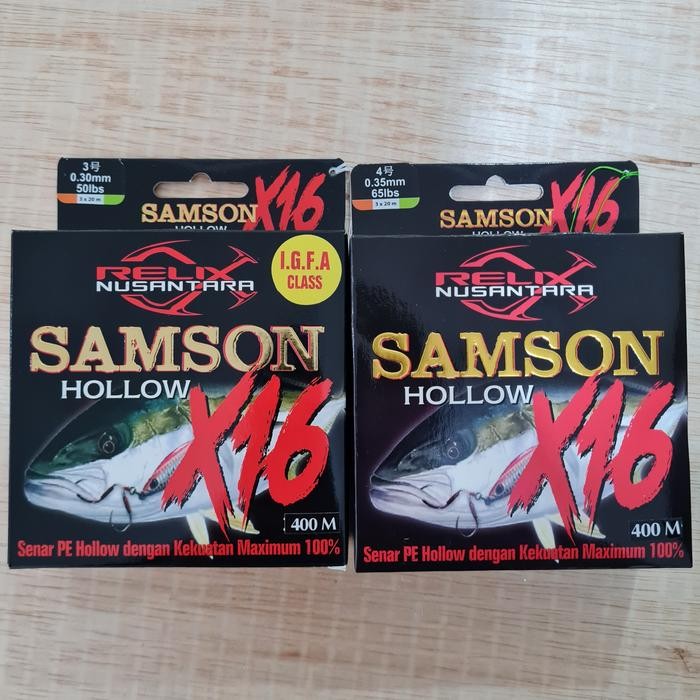 3号
0.30mm
50lbs
3 x 20 m
SAMSON X16
HOLLOW
RELIX
NUSANTARA
I.G.F.A
CLASS
SAMSON
HOLLOW
X16
400 M
Senar PE Hollow dengan Kekuatan Maximum 100%
4号
0.35mm
65lbs
3 x 20 m
SAMSON X16
HOLLOW
RELIX
NUSANTARA
SAMSON
HOLLOW
X16
400 M
Senar PE Hollow dengan Kekuatan Maximum 100%